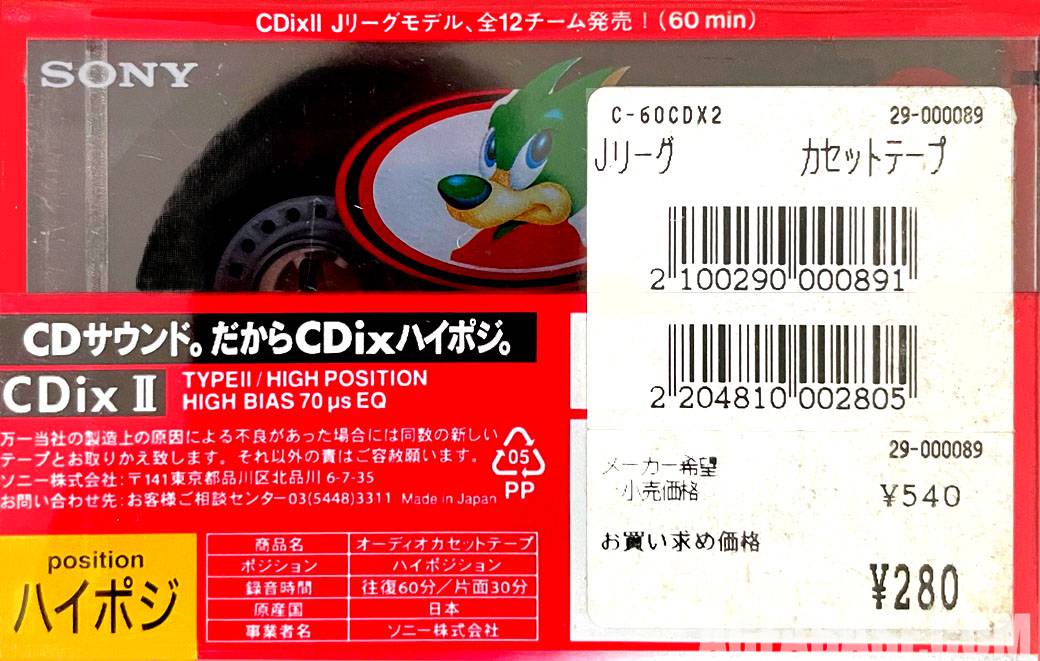 CDixII Jリーグモデル、全12チーム発売！(60 min)
SONY
C-60CDX2 29-000089
Jリーグ カセットテープ
2 100290 000891
2 204810 002805
29-000089
メーカー希望
小売価格 ¥540
お買い求め価格
¥280
CDサウンド。だからCDixハイポジ。
CDix II
TYPEII/HIGH POSITION
HIGH BIAS 70 μs EQ
万一当社の製造上の原因による不良があった場合には同数の新しい
テープとお取りかえ致します。それ以外の責はご容赦願います。
ソニー株式会社:〒141東京都品川区北品川 6-7-35
お問い合わせ先:お客様ご相談センター03(5448)3311 Made in Japan
05
PP
position
ハイポジ
商品名 オーディオカセットテープ
ポジション ハイポジション
録音時間 往復60分/片面30分
原産国 日本
事業者名 ソニー株式会社